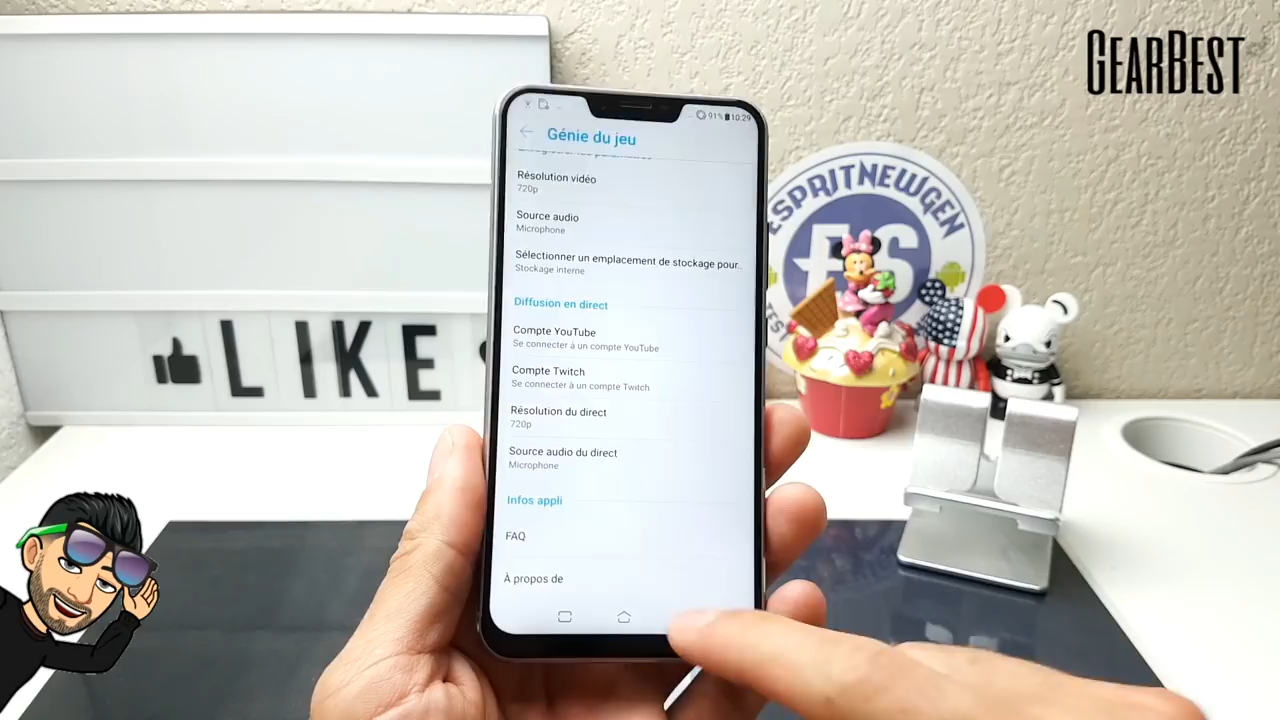 GEARBEST
91% 10:29
Génie du jeu
Résolution vidéo
720p
Source audio
Microphone
Sélectionner un emplacement de stockage pour..
Stockage interne
Diffusion en direct
Compte YouTube
Se connecter à un compte YouTube
Compte Twitch
Se connecter à un compte Twitch
Résolution du direct
720p
Source audio du direct
Microphone
Infos appli
FAQ
À propos de
LIKE
ESPRITNEWGEN
TEST